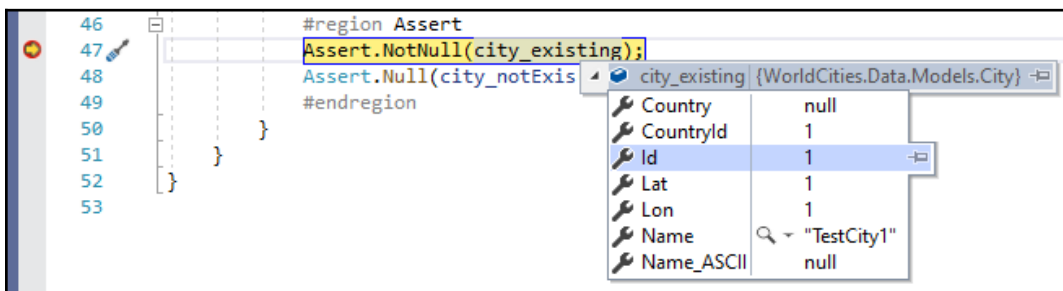 46 #region Assert
47 Assert.NotNull(city_existing);
48 Assert.Null(city_notExis
city_existing {WorldCities.Data.Models.City}
49 #endregion
Country null
50 }
CountryId 1
51 }
Id 1
52 }
Lat 1
53
Lon 1
Name "TestCity1"
Name_ASCII null